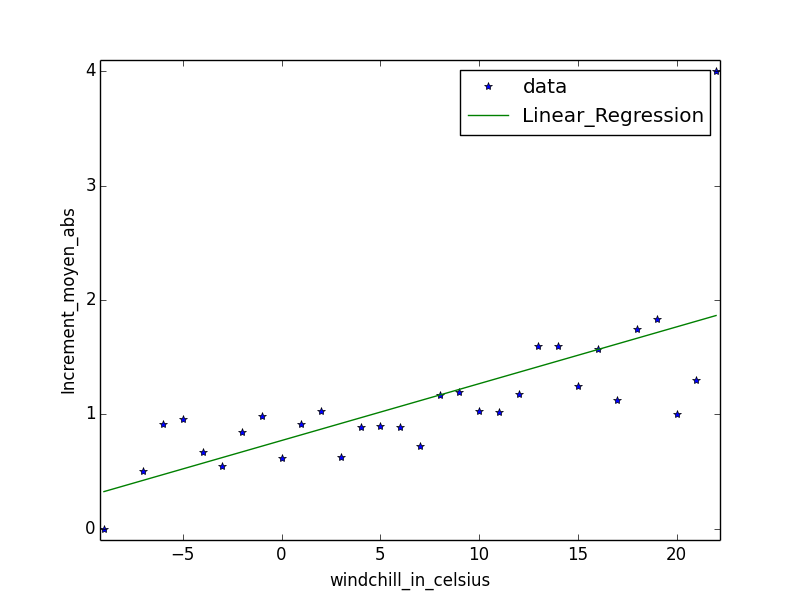 4
3
2
1
0
Increment_moyen_abs
data
Linear_Regression
−5 0 5 10 15 20
windchill_in_celsius